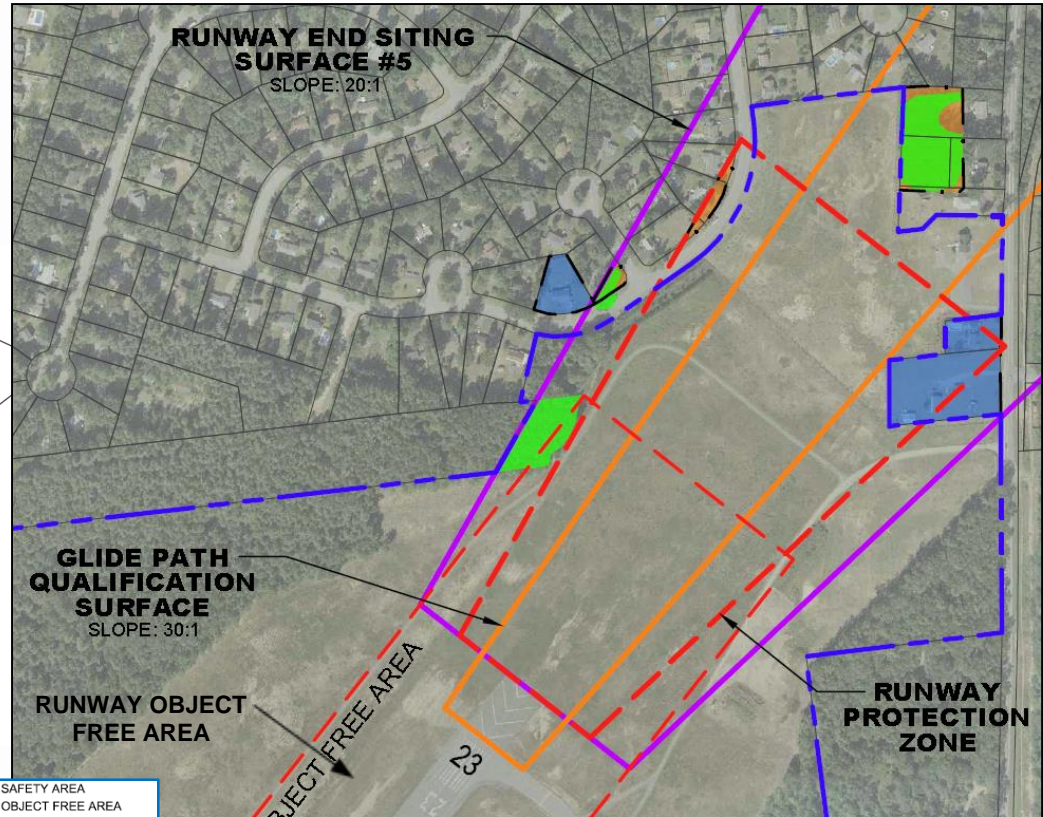 RUNWAY END SITING
SURFACE #5
SLOPE: 20:1
GLIDE PATH
QUALIFICATION
SURFACE
SLOPE: 30:1
RUNWAY OBJECT
FREE AREA
OBJECT FREE AREA
23
RUNWAY
PROTECTION
ZONE
SAFETY AREA
OBJECT FREE AREA